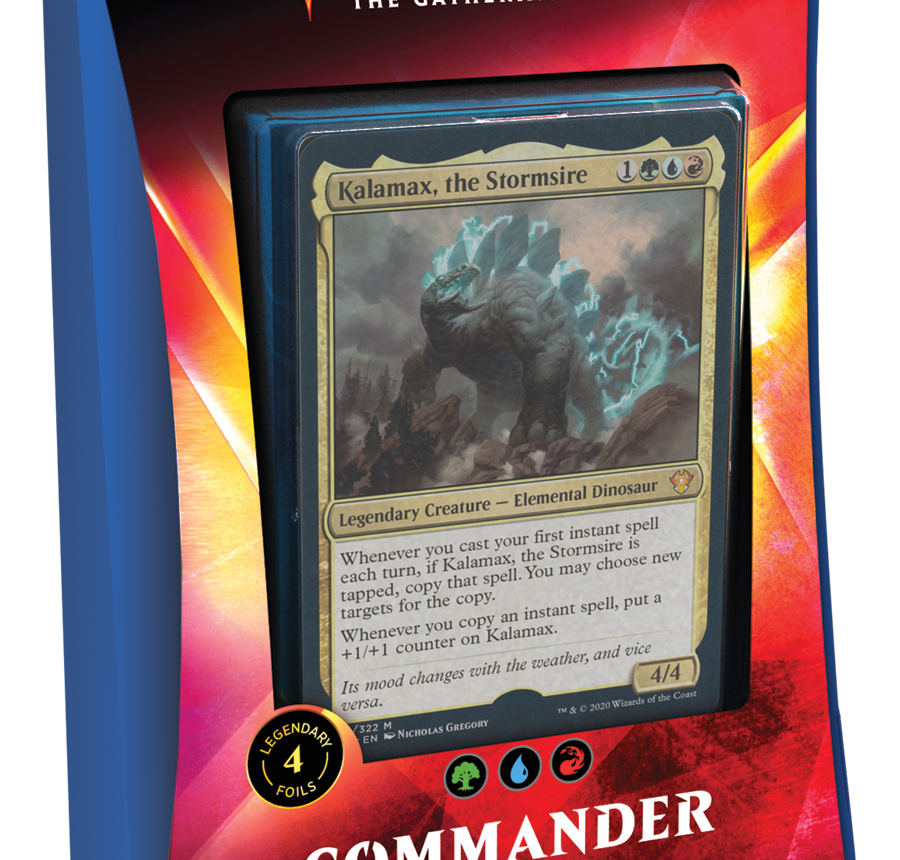 THE GATHERING
Kalamax, the Stormsire
1
Legendary Creature — Elemental Dinosaur
Whenever you cast your first instant spell
each turn, if Kalamax, the Stormsire is
tapped, copy that spell. You may choose new
targets for the copy.
Whenever you copy an instant spell, put a
+1/+1 counter on Kalamax.
Its mood changes with the weather, and vice
versa.
4/4
/322 M
EN NICHOLAS GREGORY
™ & © 2020 Wizards of the Coast
LEGENDARY
4
FOILS
COMMANDER